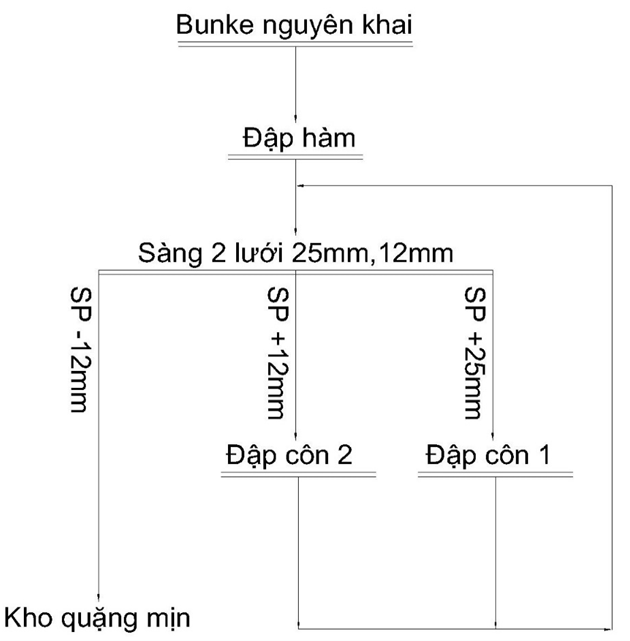 Bunke nguyên khai
Đập hàm
Sàng 2 lưới 25mm,12mm
SP -12mm
SP +12mm
SP +25mm
Đập côn 2
Đập côn 1
Kho quặng mịn